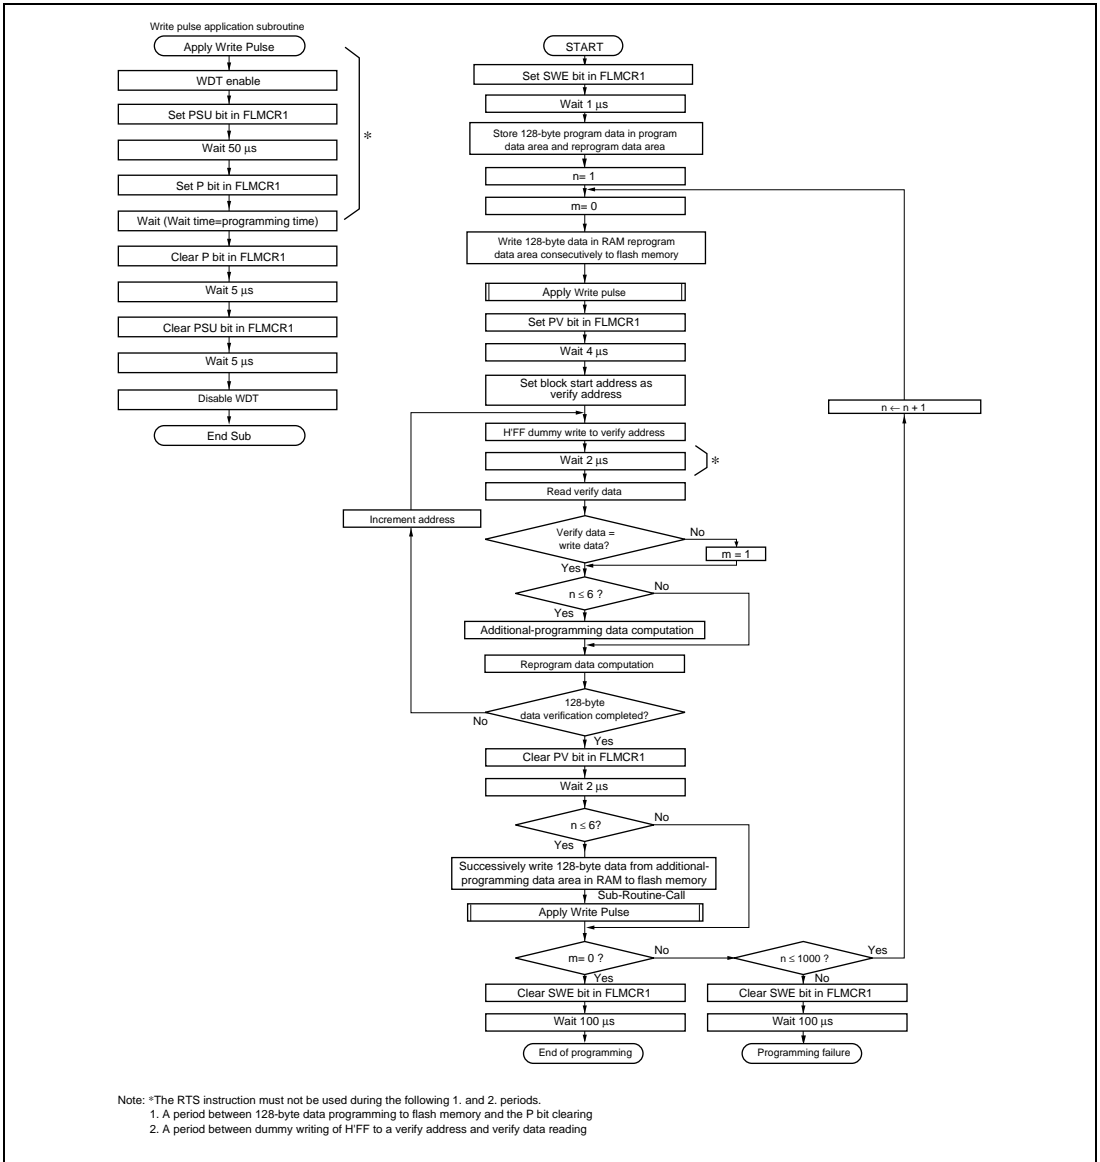 Write pulse application subroutine
Apply Write Pulse
WDT enable
Set PSU bit in FLMCR1
Wait 50 µs
Set P bit in FLMCR1
Wait (Wait time=programming time)
Clear P bit in FLMCR1
Wait 5 µs
Clear PSU bit in FLMCR1
Wait 5 µs
Disable WDT
End Sub
*
START
Set SWE bit in FLMCR1
Wait 1 µs
Store 128-byte program data in program
data area and reprogram data area
n= 1
m= 0
Write 128-byte data in RAM reprogram
data area consecutively to flash memory
Apply Write pulse
Set PV bit in FLMCR1
Wait 4 µs
Set block start address as
verify address
n ← n + 1
H'FF dummy write to verify address
Wait 2 µs
*
Read verify data
Increment address
Verify data =
write data?
No
m = 1
Yes
n ≤ 6 ?
No
Yes
Additional-programming data computation
Reprogram data computation
128-byte
data verification completed?
No
Yes
Clear PV bit in FLMCR1
Wait 2 µs
n ≤ 6?
No
Yes
Successively write 128-byte data from additional-
programming data area in RAM to flash memory
Sub-Routine-Call
Apply Write Pulse
m= 0 ?
No
n ≤ 1000 ?
Yes
Yes
No
Clear SWE bit in FLMCR1
Clear SWE bit in FLMCR1
Wait 100 µs
Wait 100 µs
End of programming
Programming failure
Note: *The RTS instruction must not be used during the following 1. and 2. periods.
1. A period between 128-byte data programming to flash memory and the P bit clearing
2. A period between dummy writing of H'FF to a verify address and verify data reading